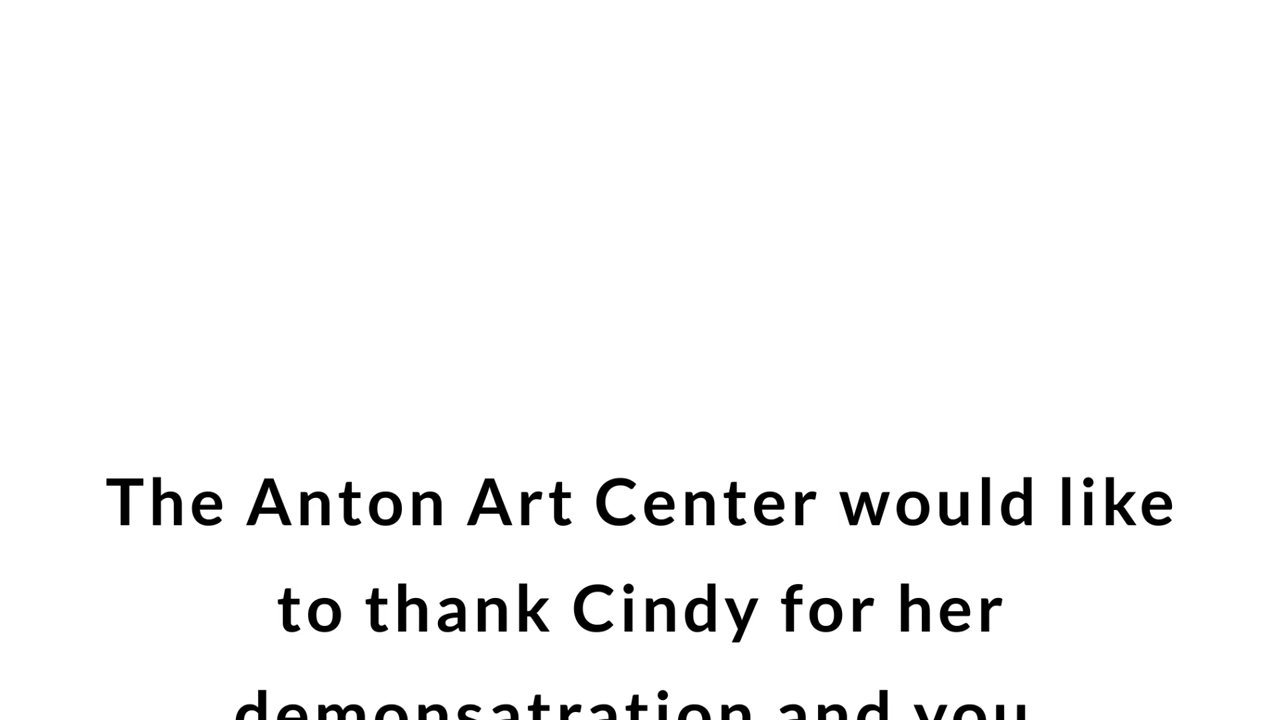 The Anton Art Center would like
to thank Cindy for her
demonsatration and you